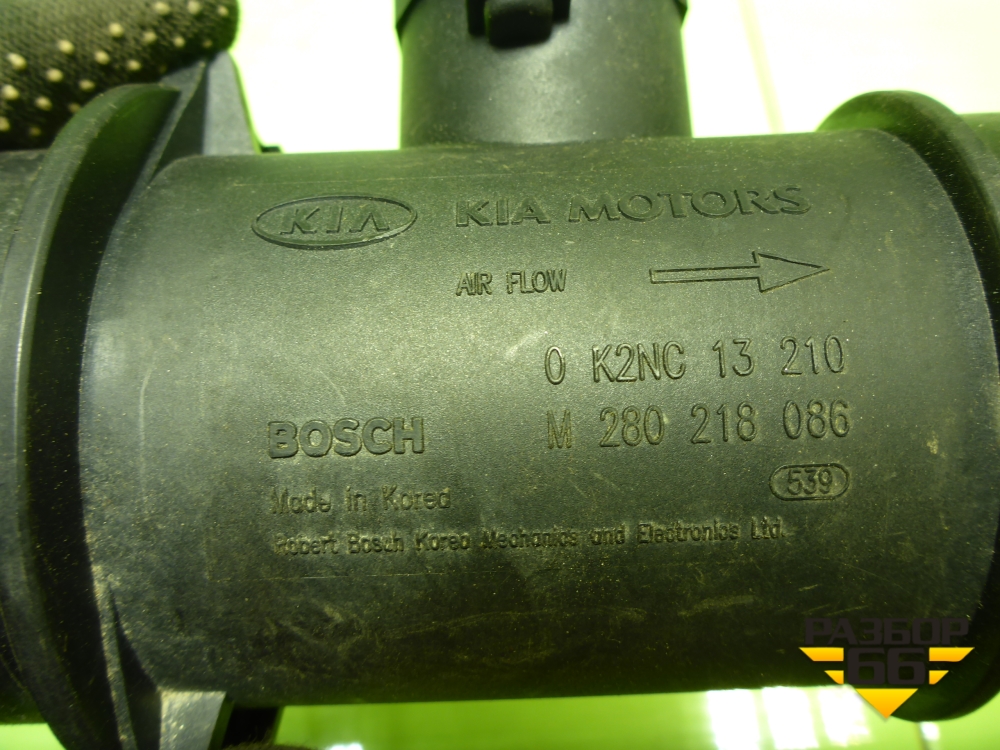 KIA KIA MOTORS
AIR FLOW
0 K2NC 13 210
BOSCH M 280 218 086
539
Made in Korea
Robert Bosch Korea Mechanics and Electronics Ltd.
РАЗБОР
66